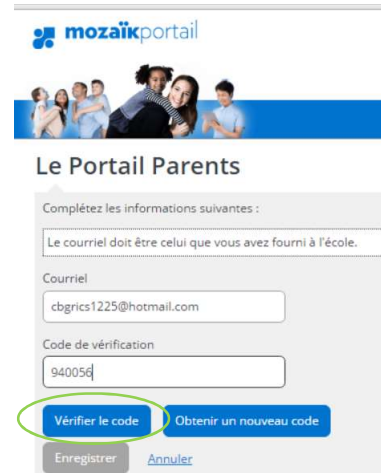 mozaïkportail
Le Portail Parents
Complétez les informations suivantes :
Le courriel doit être celui que vous avez fourni à l'école.
Courriel
cbgrics1225@hotmail.com
Code de vérification
940056
Vérifier le code Obtenir un nouveau code
Enregistrer Annuler